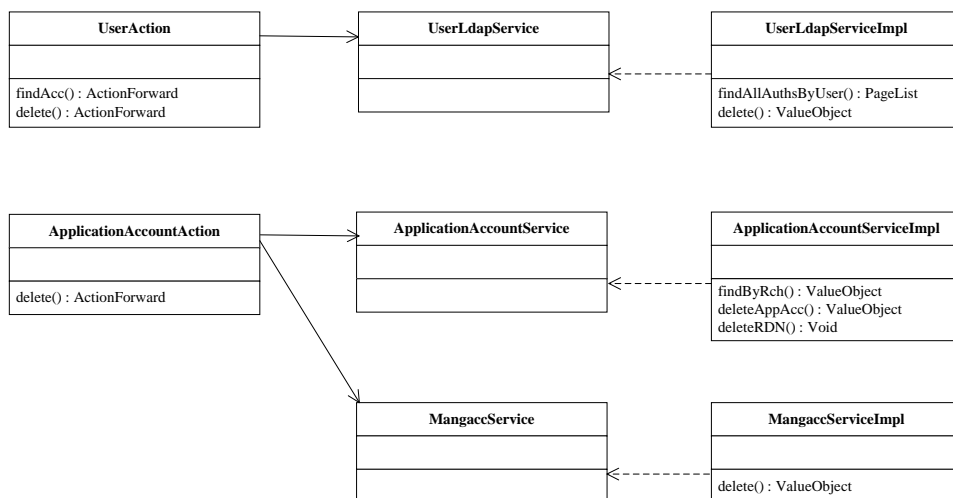 UserAction
UserLdapService
UserLdapServiceImpl
findAcc() : ActionForward
delete() : ActionForward
findAllAuthsByUser() : PageList
delete() : ValueObject
ApplicationAccountAction
ApplicationAccountService
ApplicationAccountServiceImpl
delete() : ActionForward
findByRch() : ValueObject
deleteAppAcc() : ValueObject
deleteRDN() : Void
MangaccService
MangaccServiceImpl
delete() : ValueObject